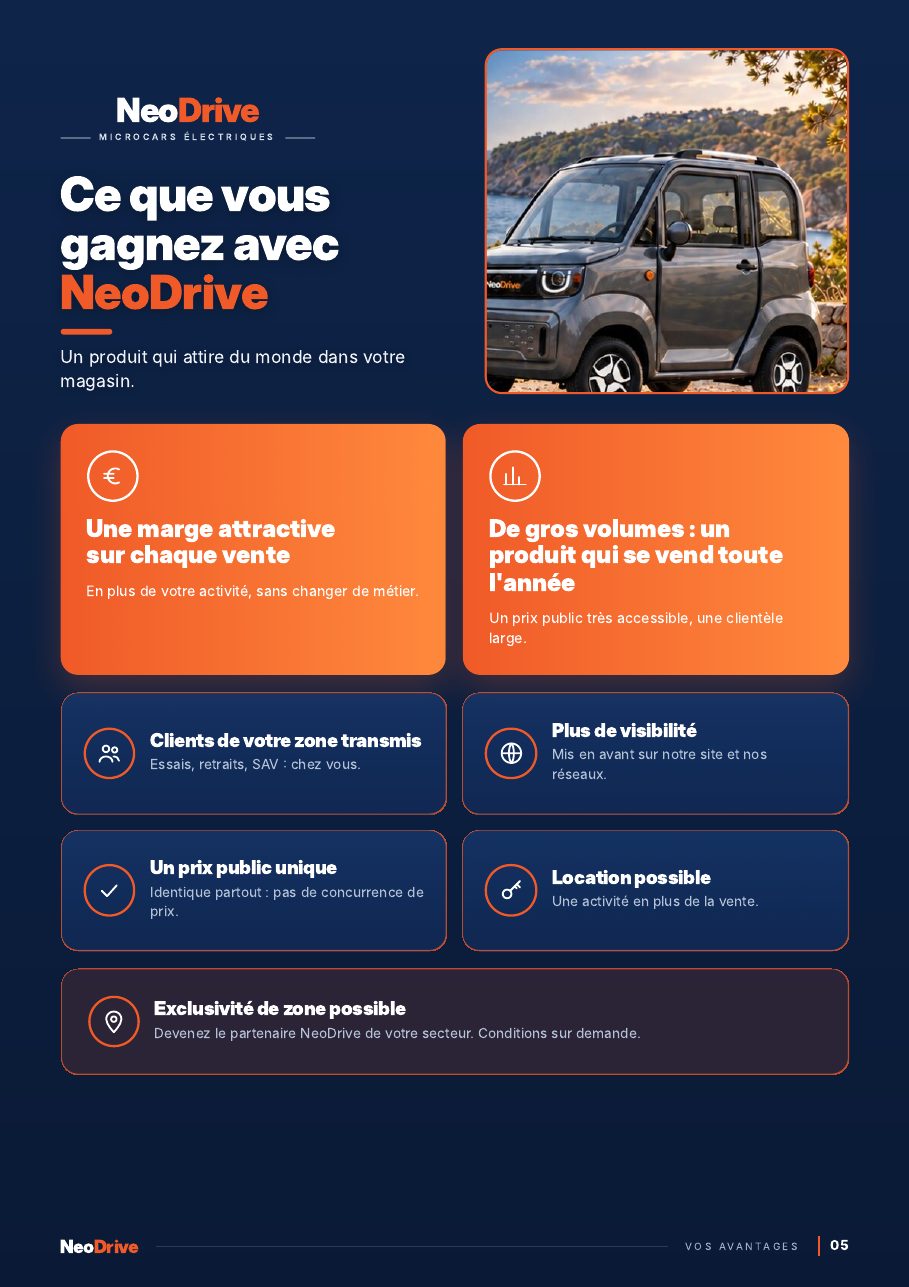 NeoDrive
MICROCARS ÉLECTRIQUES
Ce que vous
gagnez avec
NeoDrive
Un produit qui attire du monde dans votre
magasin.
NeoDrive
€
Une marge attractive
sur chaque vente
En plus de votre activité, sans changer de métier.
De gros volumes : un
produit qui se vend toute
l'année
Un prix public très accessible, une clientèle
large.
Clients de votre zone transmis
Essais, retraits, SAV : chez vous.
Plus de visibilité
Mis en avant sur notre site et nos
réseaux.
Un prix public unique
Identique partout : pas de concurrence de
prix.
Location possible
Une activité en plus de la vente.
Exclusivité de zone possible
Devenez le partenaire NeoDrive de votre secteur. Conditions sur demande.
NeoDrive
VOS AVANTAGES
05